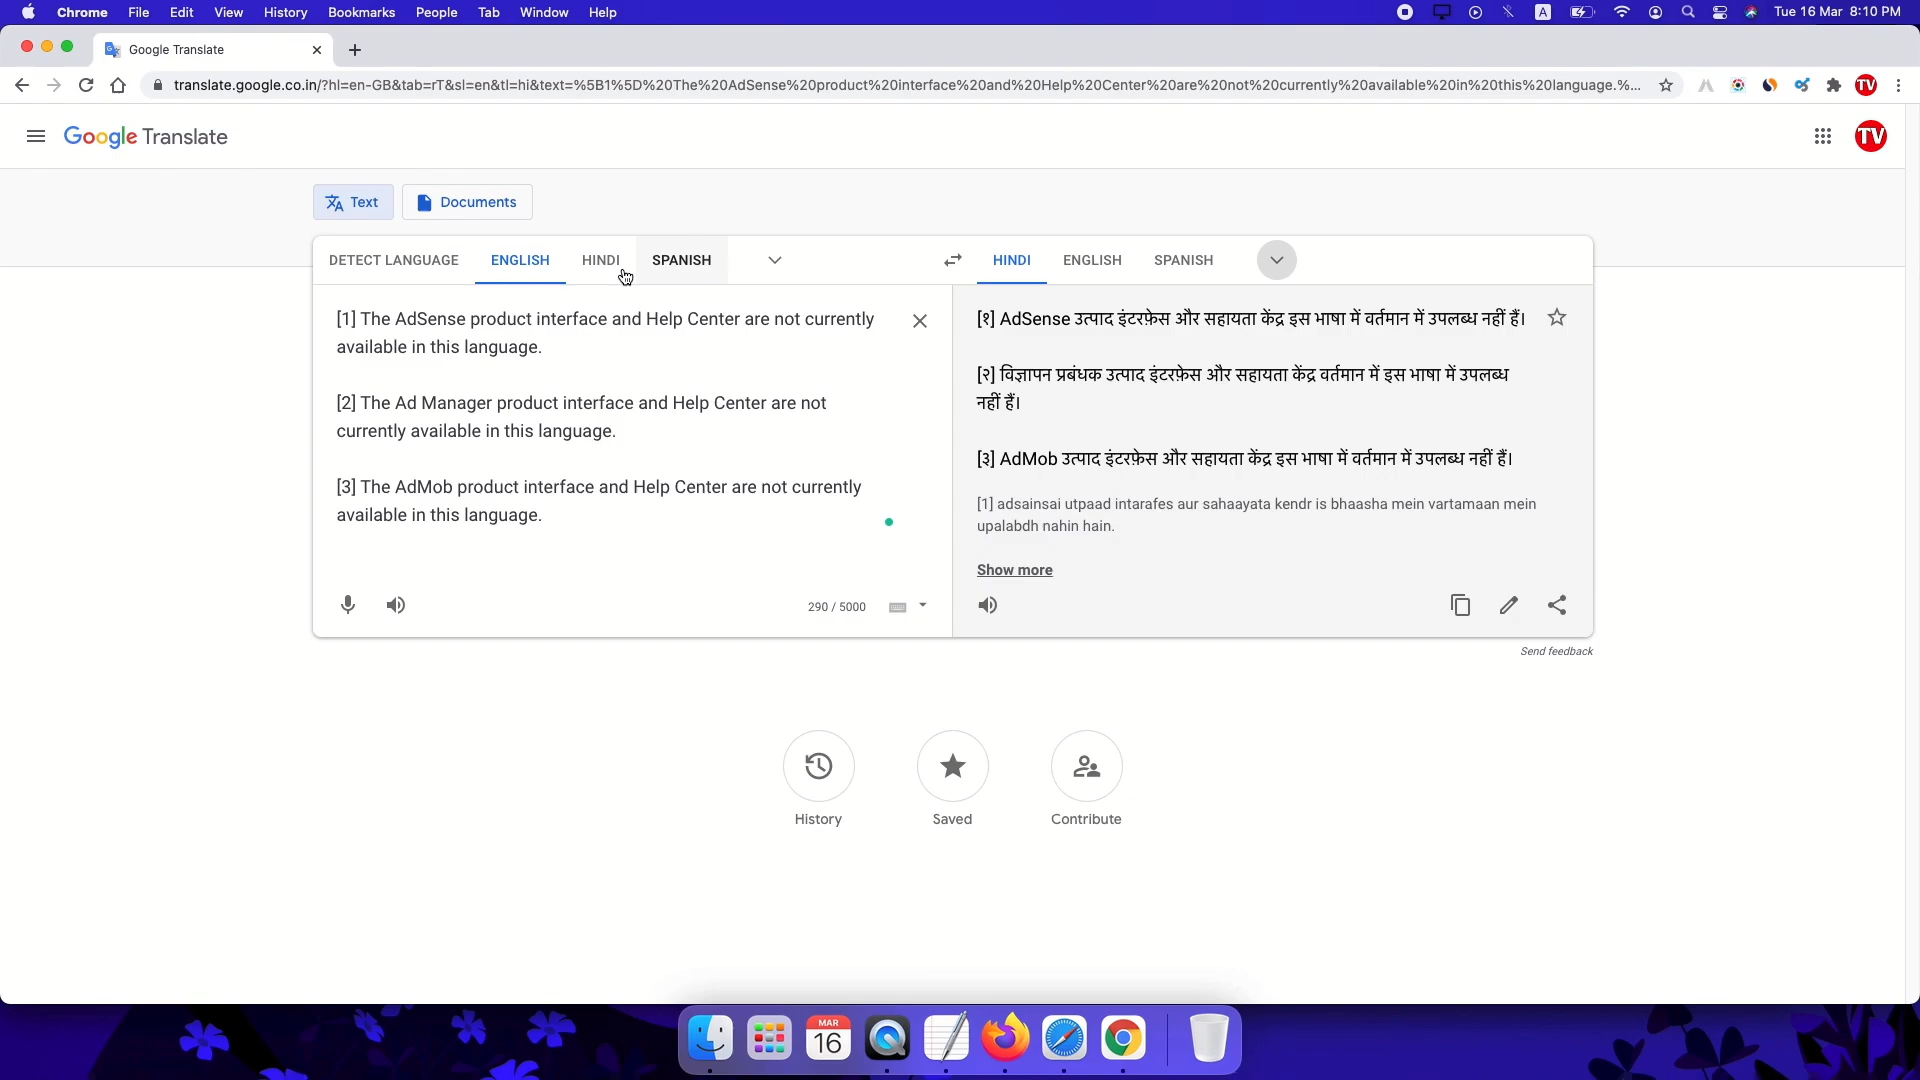 Chrome File Edit View History Bookmarks People Tab Window Help A Tue 16 Mar 8:10 PM
Google Translate
translate.google.co.in/?hl=en-GB&tab=rT&sl=en&tl=hi&text=%5B1%5D%20The%20AdSense%20product%20interface%20and%20Help%20Center%20are%20not%20currently%20available%20in%20this%20language.%... TV
Google Translate TV
Text Documents
DETECT LANGUAGE ENGLISH HINDI SPANISH HINDI ENGLISH SPANISH
[1] The AdSense product interface and Help Center are not currently
available in this language.
[2] The Ad Manager product interface and Help Center are not
currently available in this language.
[3] The AdMob product interface and Help Center are not currently
available in this language.
290 / 5000
[१] AdSense उत्पाद इंटरफ़ेस और सहायता केंद्र इस भाषा में वर्तमान में उपलब्ध नहीं हैं।
[२] विज्ञापन प्रबंधक उत्पाद इंटरफ़ेस और सहायता केंद्र वर्तमान में इस भाषा में उपलब्ध
नहीं हैं।
[३] AdMob उत्पाद इंटरफ़ेस और सहायता केंद्र इस भाषा में वर्तमान में उपलब्ध नहीं हैं।
[1] adsainsai utpaad intarafes aur sahaayata kendr is bhaasha mein vartamaan mein
upalabdh nahin hain.
Show more
Send feedback
History Saved Contribute
MAR
16